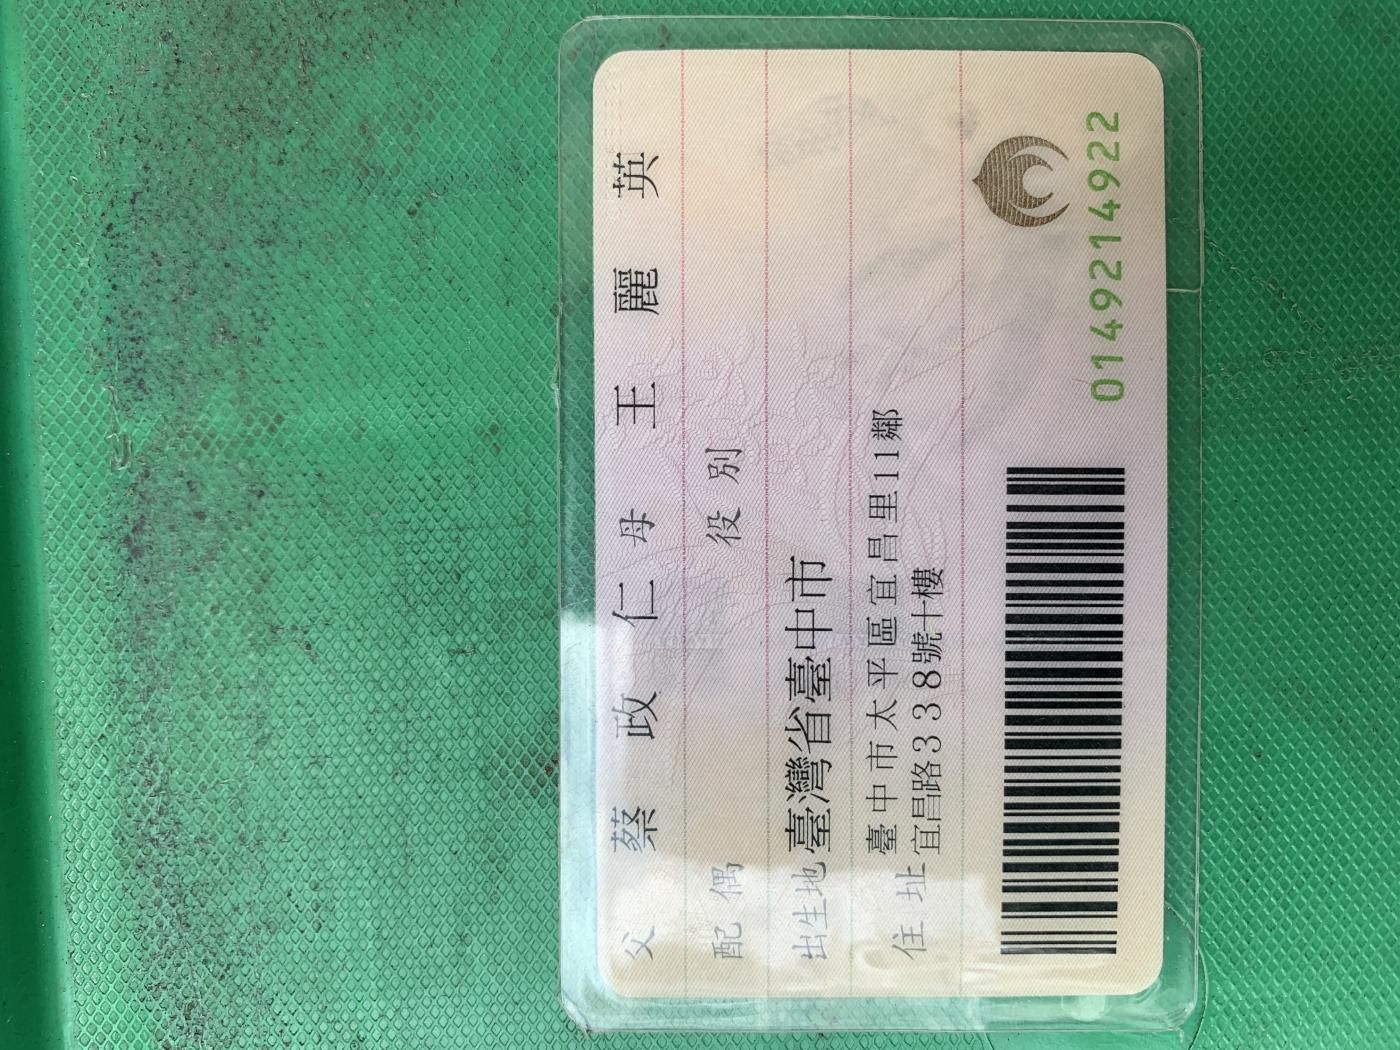 父 蔡政仁 母 王麗英
配偶 役別
出生地 臺灣省臺中市
住址 臺中市太平區宜昌里11鄰
宜昌路338號十樓
0149214922